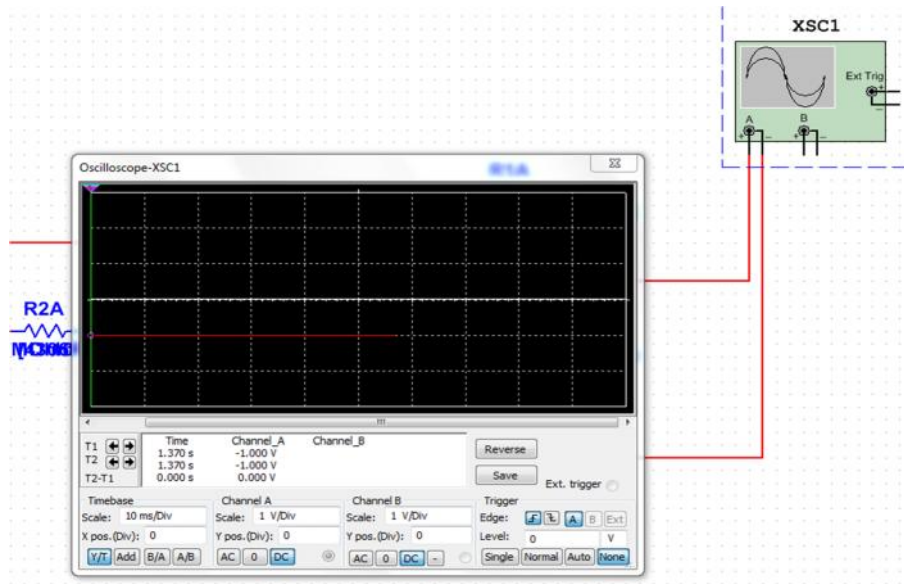 XSC1
Ext Trig
+
−
A
B
+ −
+ −
Oscilloscope-XSC1
R1A
R2A
Time Channel_A Channel_B
T1 1.370 s -1.000 V
T2 1.370 s -1.000 V
T2-T1 0.000 s 0.000 V
Reverse
Save
Ext. trigger
Timebase Channel A Channel B Trigger
Scale: 10 ms/Div Scale: 1 V/Div Scale: 1 V/Div Edge: A B Ext
X pos.(Div): 0 Y pos.(Div): 0 Y pos.(Div): 0 Level: 0 V
Y/T Add B/A A/B AC 0 DC AC 0 DC - Single Normal Auto None